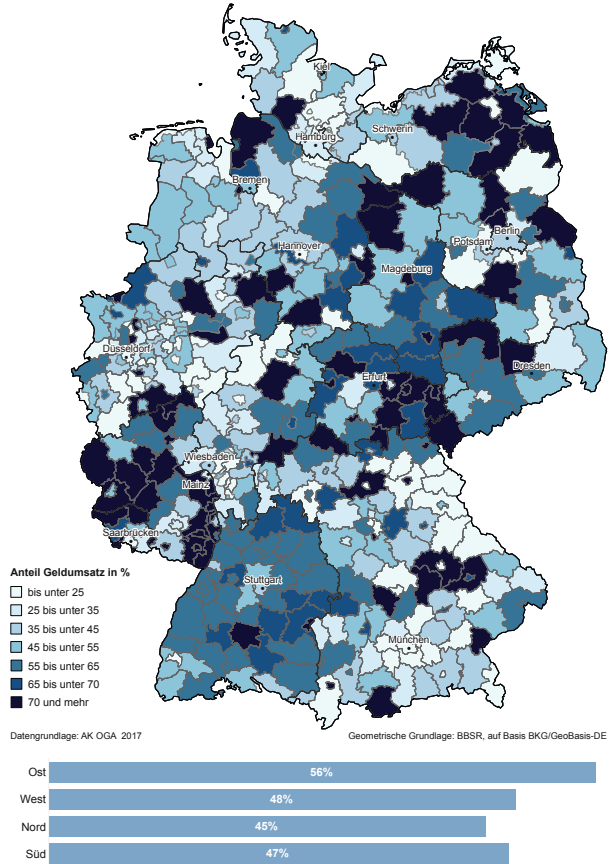 Kiel
Schwerin
Hamburg
Bremen
Berlin
Hannover
Potsdam
Magdeburg
Düsseldorf
Dresden
Erfurt
Wiesbaden
Mainz
Saarbrücken
Stuttgart
München
Anteil Geldumsatz in %
bis unter 25
25 bis unter 35
35 bis unter 45
45 bis unter 55
55 bis unter 65
65 bis unter 70
70 und mehr
Datengrundlage: AK OGA 2017 Geometrische Grundlage: BBSR, auf Basis BKG/GeoBasis-DE
Ost 56%
West 48%
Nord 45%
Süd 47%